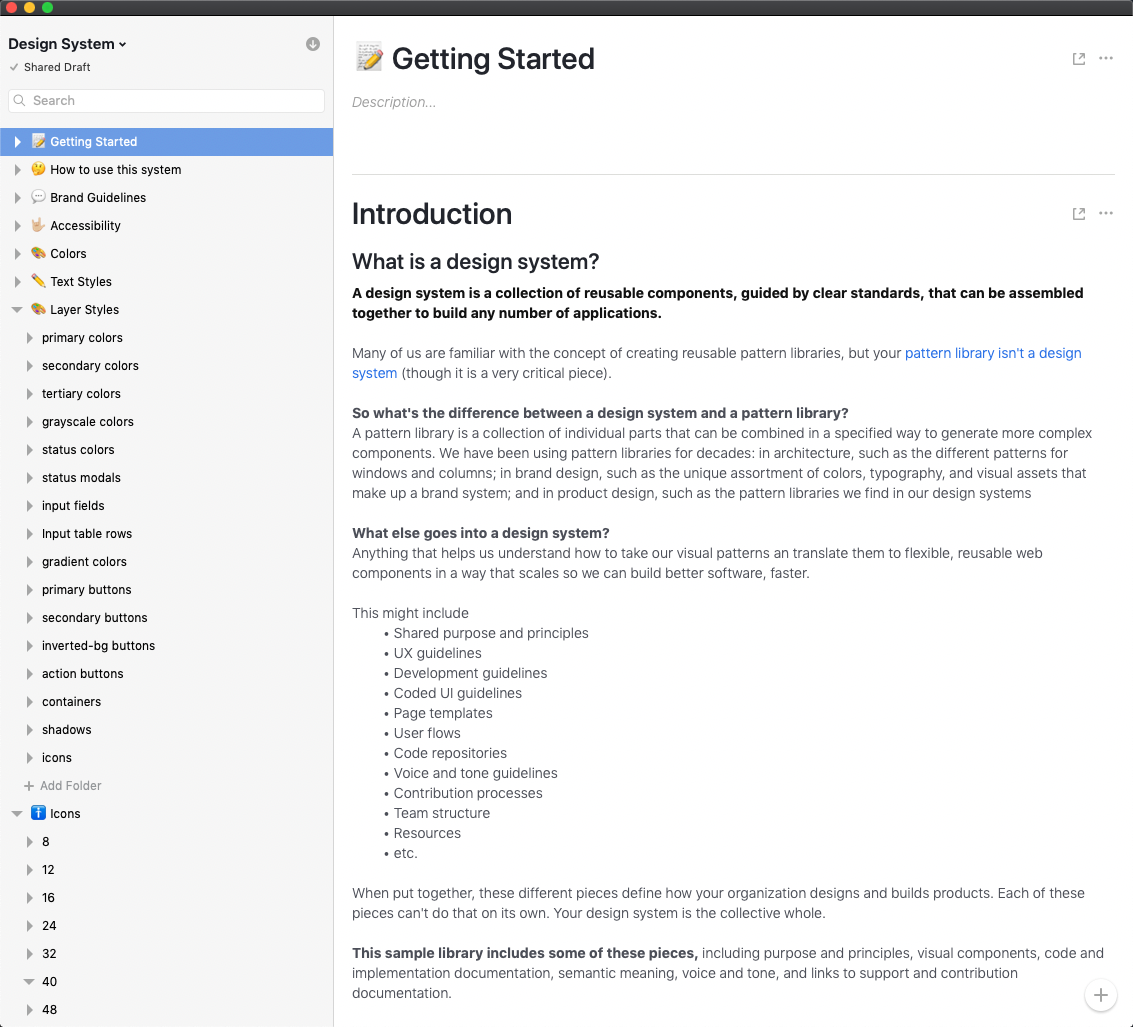 Design System
Shared Draft
Search
Getting Started
How to use this system
Brand Guidelines
Accessibility
Colors
Text Styles
Layer Styles
primary colors
secondary colors
tertiary colors
grayscale colors
status colors
status modals
input fields
Input table rows
gradient colors
primary buttons
secondary buttons
inverted-bg buttons
action buttons
containers
shadows
icons
+ Add Folder
Icons
8
12
16
24
32
40
48
Getting Started
Description...
Introduction
What is a design system?
A design system is a collection of reusable components, guided by clear standards, that can be assembled
together to build any number of applications.
Many of us are familiar with the concept of creating reusable pattern libraries, but your pattern library isn't a design
system (though it is a very critical piece).
So what's the difference between a design system and a pattern library?
A pattern library is a collection of individual parts that can be combined in a specified way to generate more complex
components. We have been using pattern libraries for decades: in architecture, such as the different patterns for
windows and columns; in brand design, such as the unique assortment of colors, typography, and visual assets that
make up a brand system; and in product design, such as the pattern libraries we find in our design systems
What else goes into a design system?
Anything that helps us understand how to take our visual patterns an translate them to flexible, reusable web
components in a way that scales so we can build better software, faster.
This might include
• Shared purpose and principles
• UX guidelines
• Development guidelines
• Coded UI guidelines
• Page templates
• User flows
• Code repositories
• Voice and tone guidelines
• Contribution processes
• Team structure
• Resources
• etc.
When put together, these different pieces define how your organization designs and builds products. Each of these
pieces can't do that on its own. Your design system is the collective whole.
This sample library includes some of these pieces, including purpose and principles, visual components, code and
implementation documentation, semantic meaning, voice and tone, and links to support and contribution
documentation.